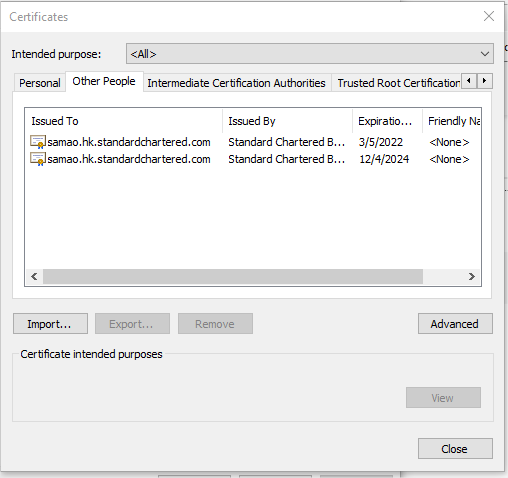 Certificates
Intended purpose: <All>
Personal Other People Intermediate Certification Authorities Trusted Root Certification
Issued To Issued By Expiratio... Friendly Na
samao.hk.standardchartered.com Standard Chartered B... 3/5/2022 <None>
samao.hk.standardchartered.com Standard Chartered B... 12/4/2024 <None>
Import... Export... Remove Advanced
Certificate intended purposes
View
Close